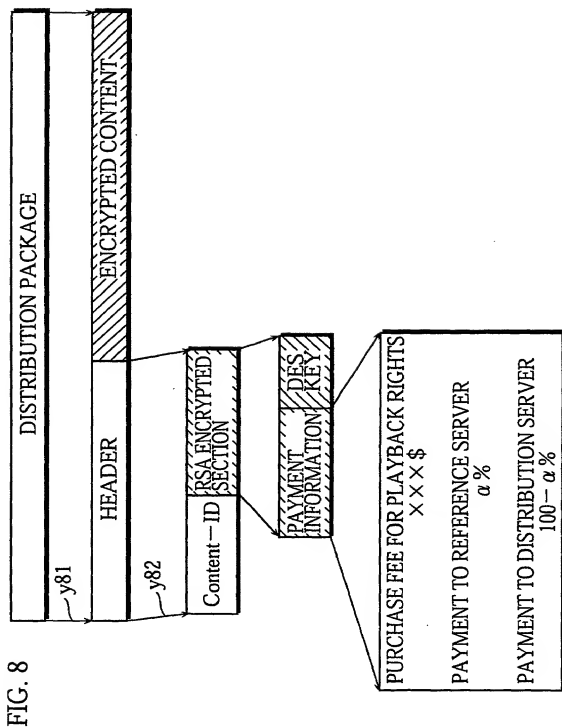 FIG. 8
DISTRIBUTION PACKAGE
y81
HEADER
ENCRYPTED CONTENT
y82
Content-ID
RSA ENCRYPTED
SECTION
PAYMENT
INFORMATION
DES
KEY
PURCHASE FEE FOR PLAYBACK RIGHTS
×××$
PAYMENT TO REFERENCE SERVER
α%
PAYMENT TO DISTRIBUTION SERVER
100-α%